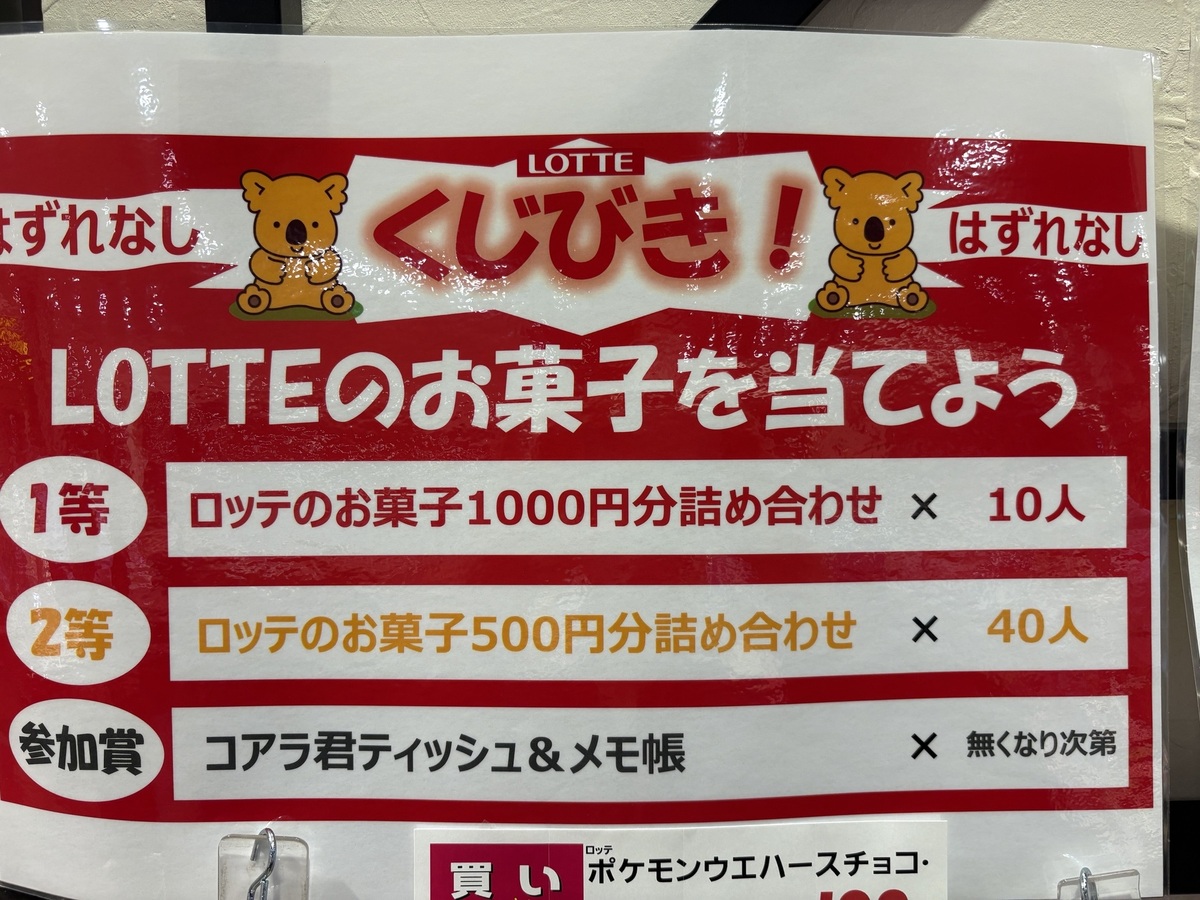 LOTTE
はずれなし くじびき！ はずれなし
LOTTEのお菓子を当てよう
1等 ロッテのお菓子1000円分詰め合わせ × 10人
2等 ロッテのお菓子500円分詰め合わせ × 40人
参加賞 コアラ君ティッシュ＆メモ帳 × 無くなり次第
ロッテ
買い ポケモンウエハースチョコ・